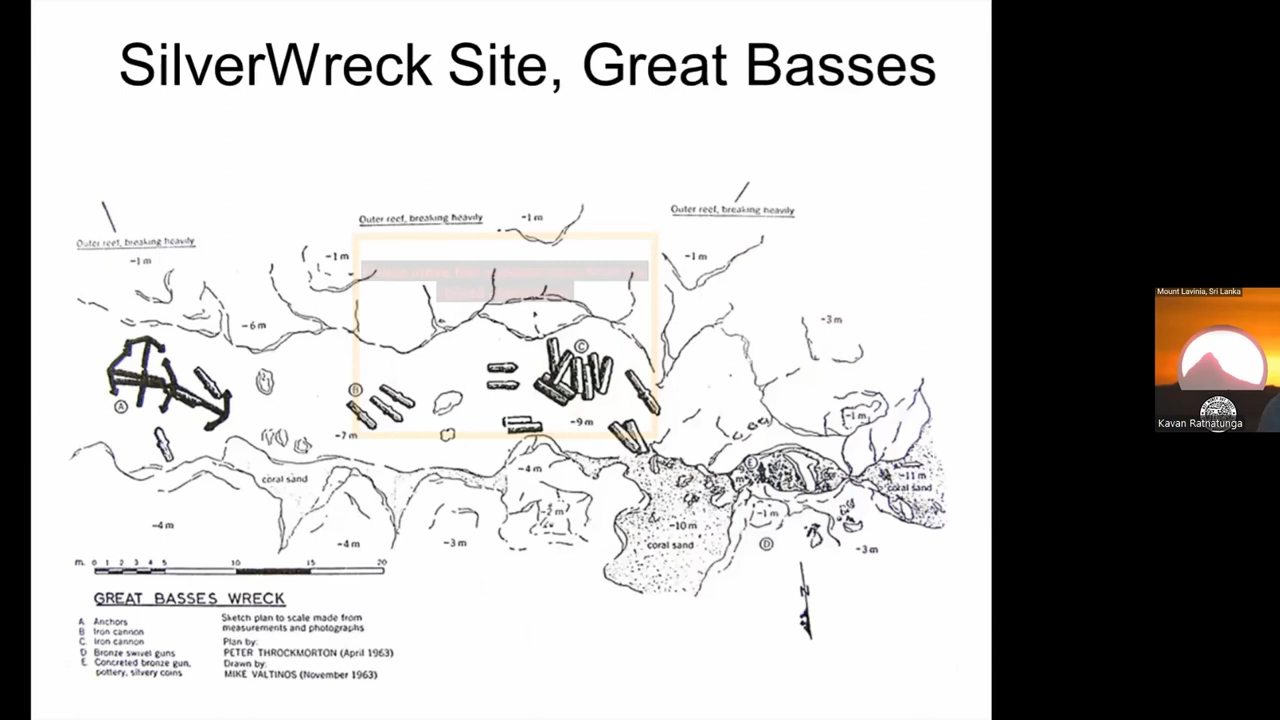 SilverWreck Site, Great Basses
Outer reef, breaking heavily
-1 m
Outer reef, breaking heavily
-1 m
Outer reef, breaking heavily
-1 m
-1 m
-1 m
-6 m
-3 m
C
A
B
-1 m
-7 m
-9 m
coral sand
-4 m
-11 m
coral sand
-4 m
-4 m
-3 m
-2 m
-10 m
coral sand
-1 m
D
-3 m
m. 0 1 2 3 4 5 10 15 20
N
GREAT BASSES WRECK
A Anchors
B Iron cannon
C Iron cannon
D Bronze swivel guns
E Concreted bronze gun,
pottery, silvery coins
Sketch plan to scale made from
measurements and photographs
Plan by:
PETER THROCKMORTON (April 1963)
Drawn by:
MIKE VALTINOS (November 1963)
Mount Lavinia, Sri Lanka
Kavan Ratnatunga